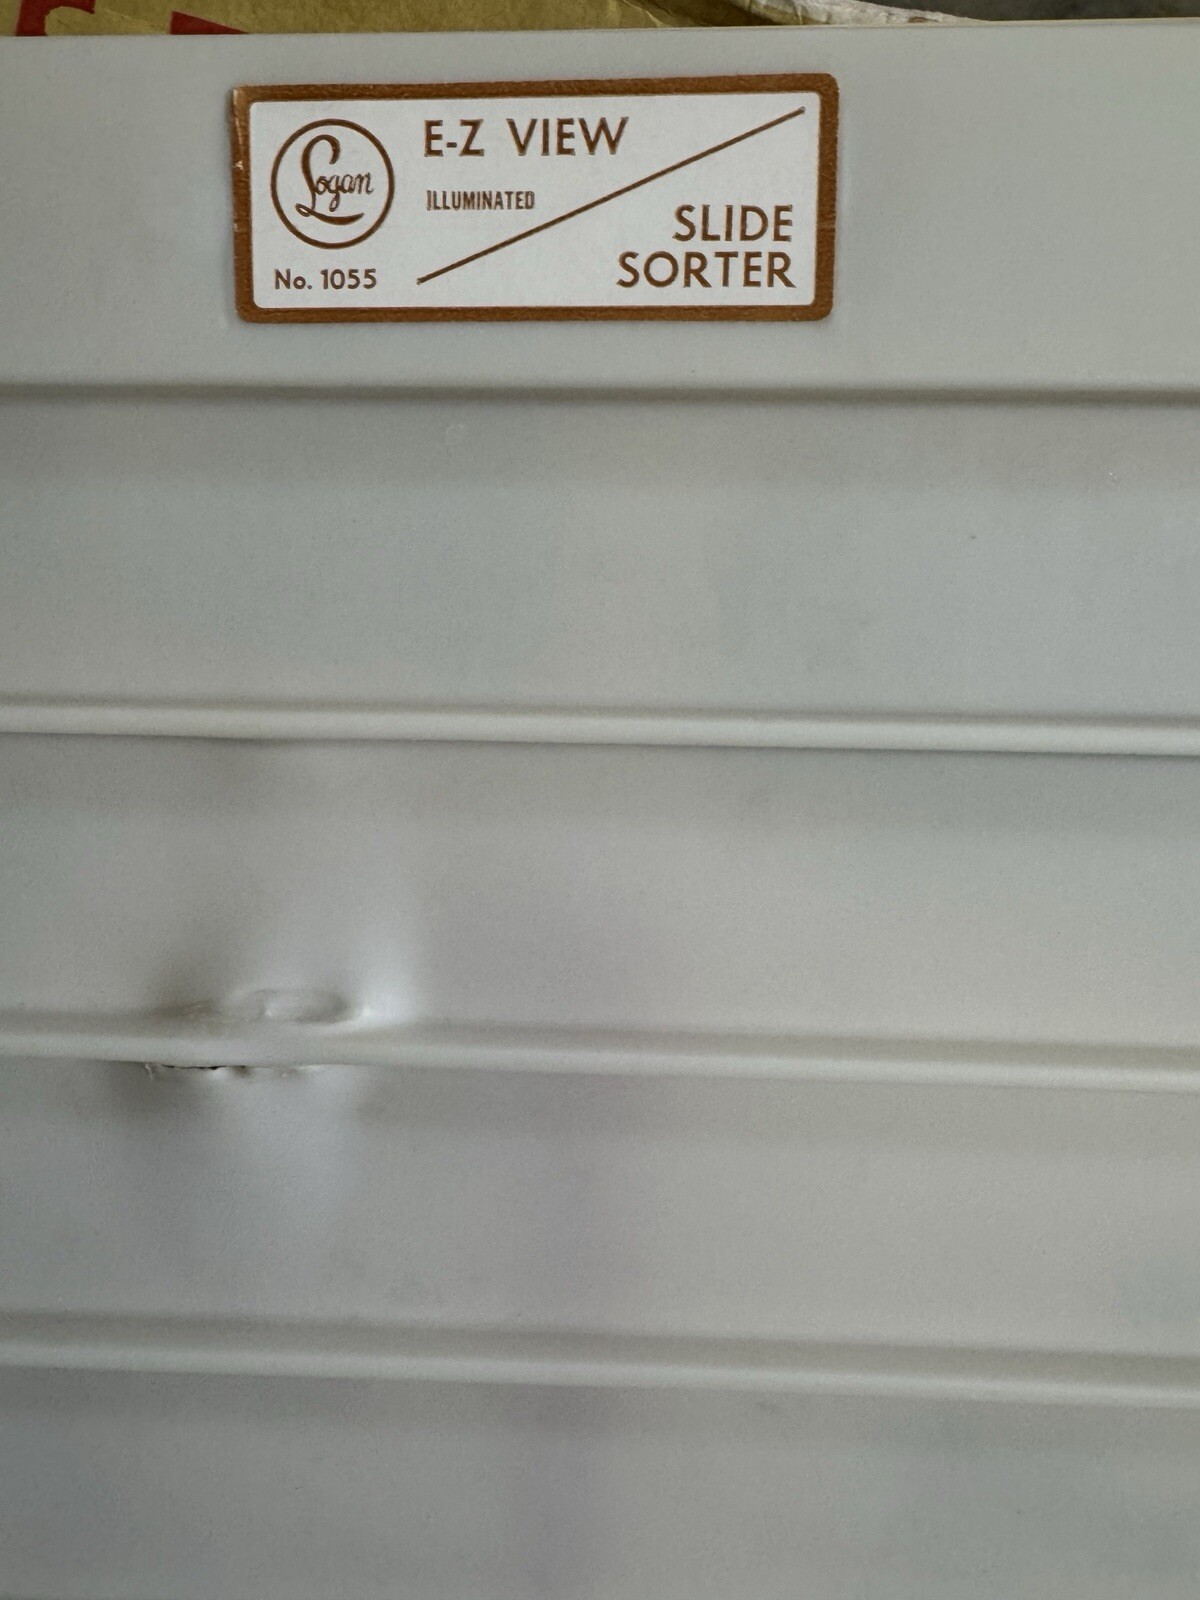 Logan
No. 1055
E-Z VIEW
ILLUMINATED
SLIDE
SORTER